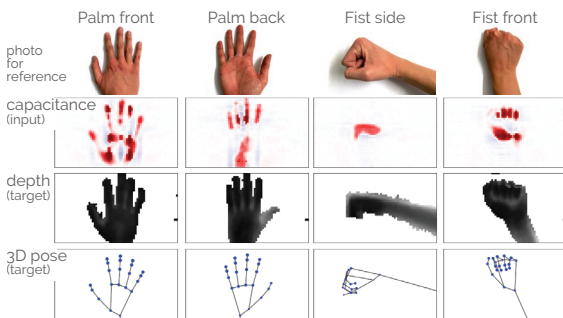 Palm front Palm back Fist side Fist front
photo
for
reference
capacitance
(input)
depth
(target)
3D pose
(target)